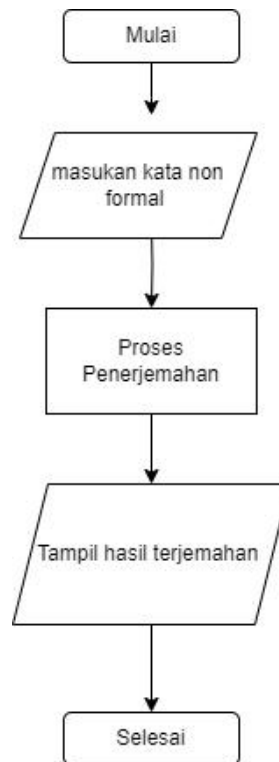 Mulai
masukan kata non
formal
Proses
Penerjemahan
Tampil hasil terjemahan
Selesai